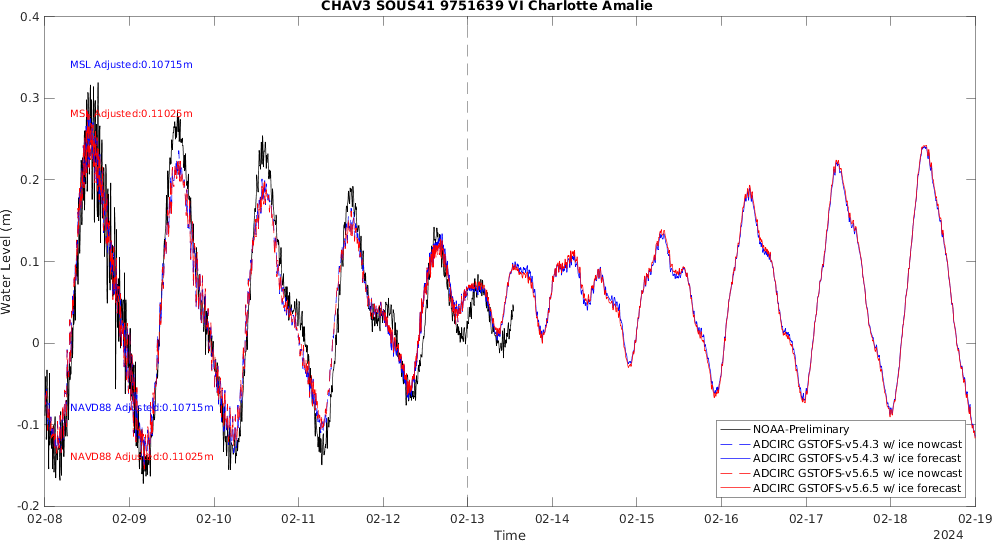 CHAV3 SOUS41 9751639 VI Charlotte Amalie
0.4
0.3
0.2
0.1
0
-0.1
-0.2
Water Level (m)
MSL Adjusted:0.10715m
MSL Adjusted:0.11025m
NAVD88 Adjusted:0.10715m
NAVD88 Adjusted:0.11025m
NOAA-Preliminary
ADCIRC GSTOFS-v5.4.3 w/ ice nowcast
ADCIRC GSTOFS-v5.4.3 w/ ice forecast
ADCIRC GSTOFS-v5.6.5 w/ ice nowcast
ADCIRC GSTOFS-v5.6.5 w/ ice forecast
02-08 02-09 02-10 02-11 02-12 02-13 02-14 02-15 02-16 02-17 02-18 02-19
Time
2024